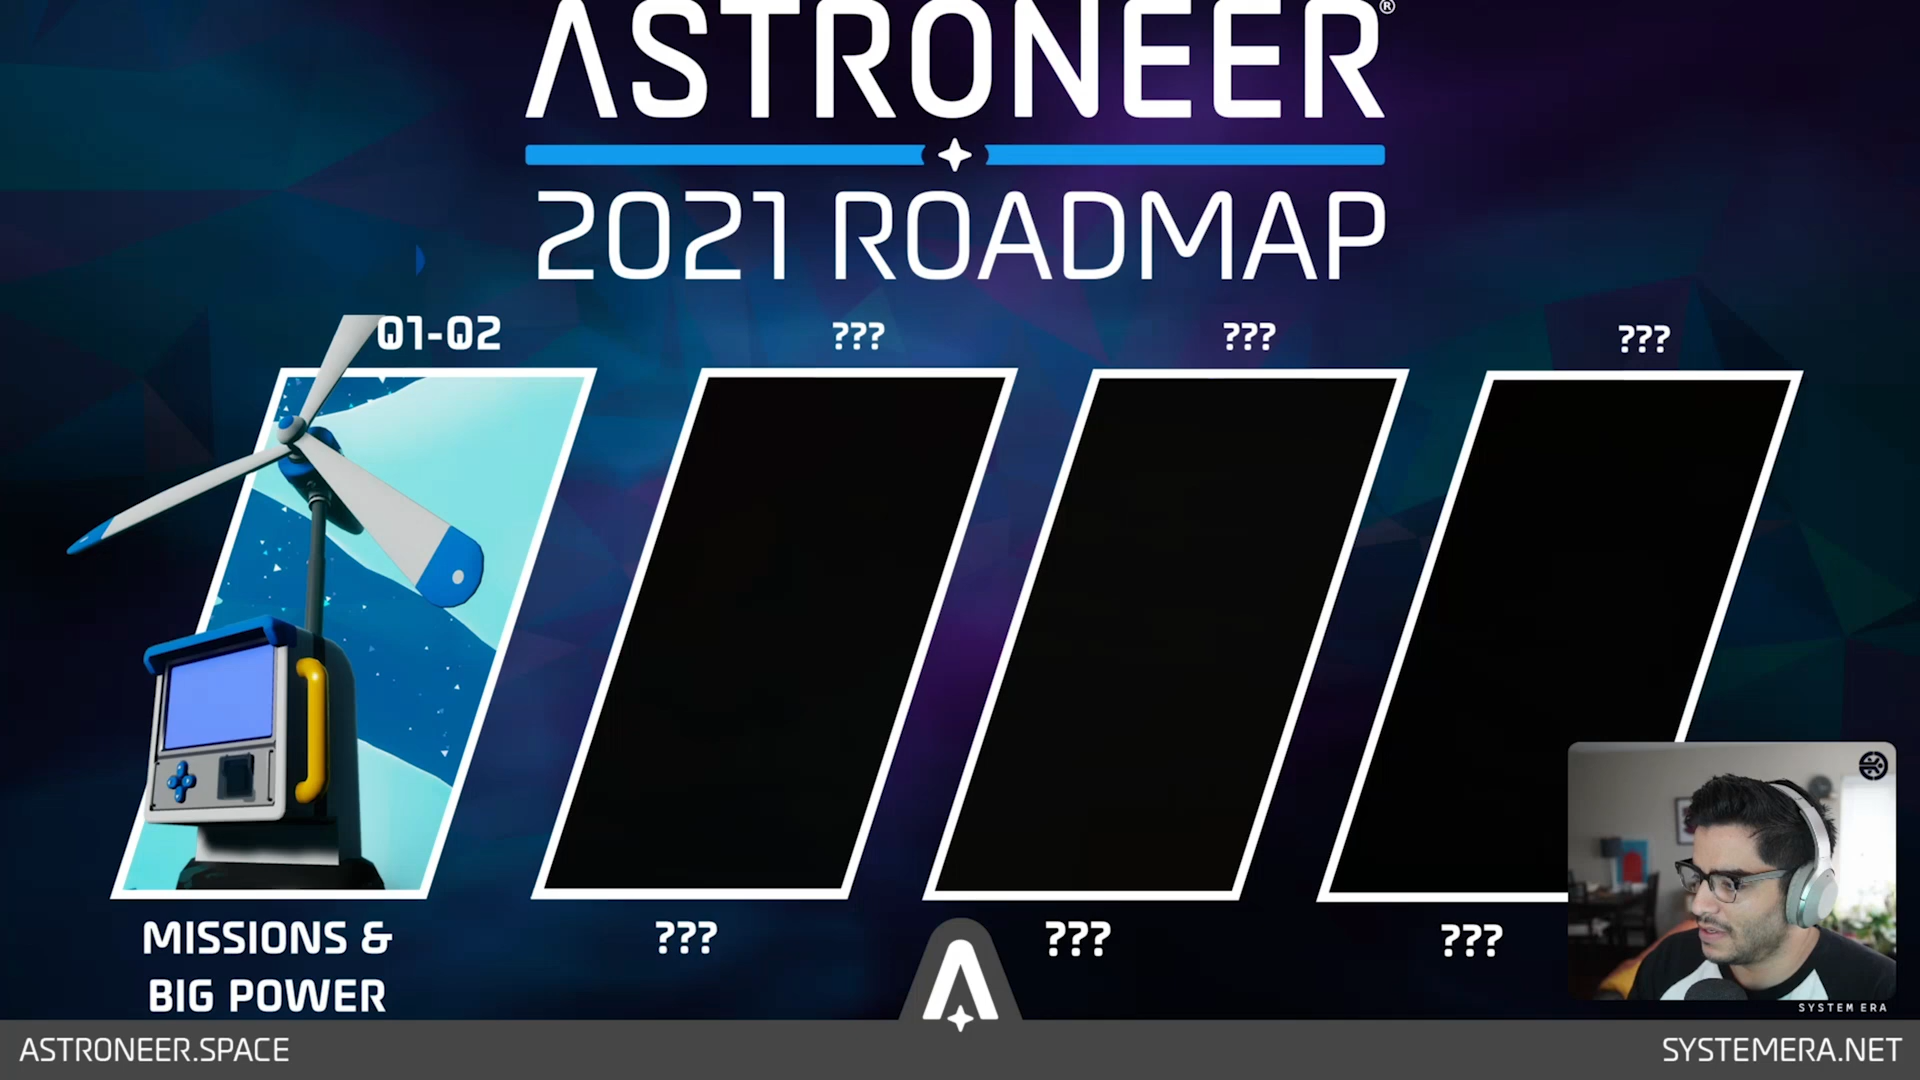 ASTRONEER®
2021 ROADMAP
Q1-Q2
???
???
???
MISSIONS &
BIG POWER
???
???
???
SYSTEM ERA
ASTRONEER.SPACE
SYSTEMERA.NET